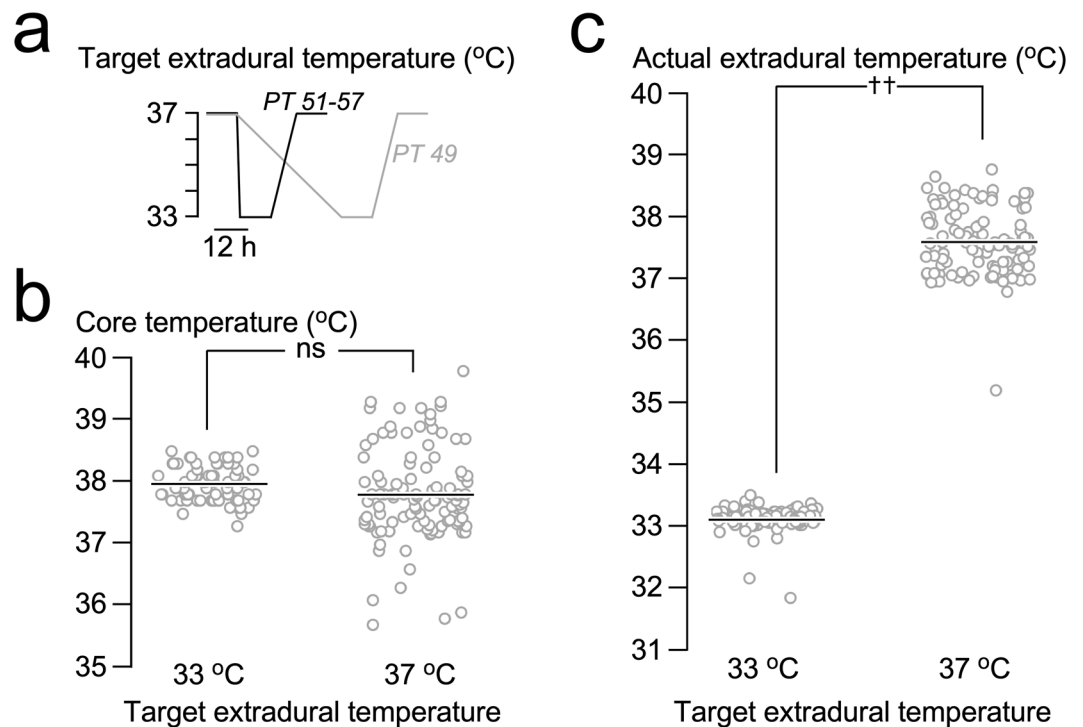 a
Target extradural temperature (ºC)
37
33
PT 51-57
PT 49
12 h
b
Core temperature (ºC)
ns
40
39
38
37
36
35
33 ºC
37 ºC
Target extradural temperature
c
Actual extradural temperature (ºC)
††
40
39
38
37
36
35
34
33
32
31
33 ºC
37 ºC
Target extradural temperature